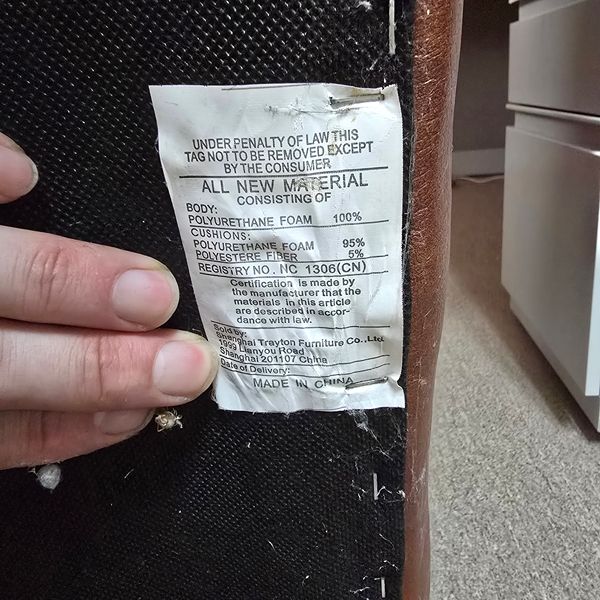 UNDER PENALTY OF LAW THIS
TAG NOT TO BE REMOVED EXCEPT
BY THE CONSUMER
ALL NEW MATERIAL
CONSISTING OF
BODY:
POLYURETHANE FOAM 100%
CUSHIONS:
POLYURETHANE FOAM 95%
POLYESTERE FIBER 5%
REGISTRY NO. NC 1306(CN)
Certification is made by
the manufacturer that the
materials in this article
are described in accor-
dance with law.
Sold by:
Shanghai Trayton Furniture Co.,Ltd.
1999 Lianyou Road
Shanghai 201107 China
Date of Delivery:
MADE IN CHINA